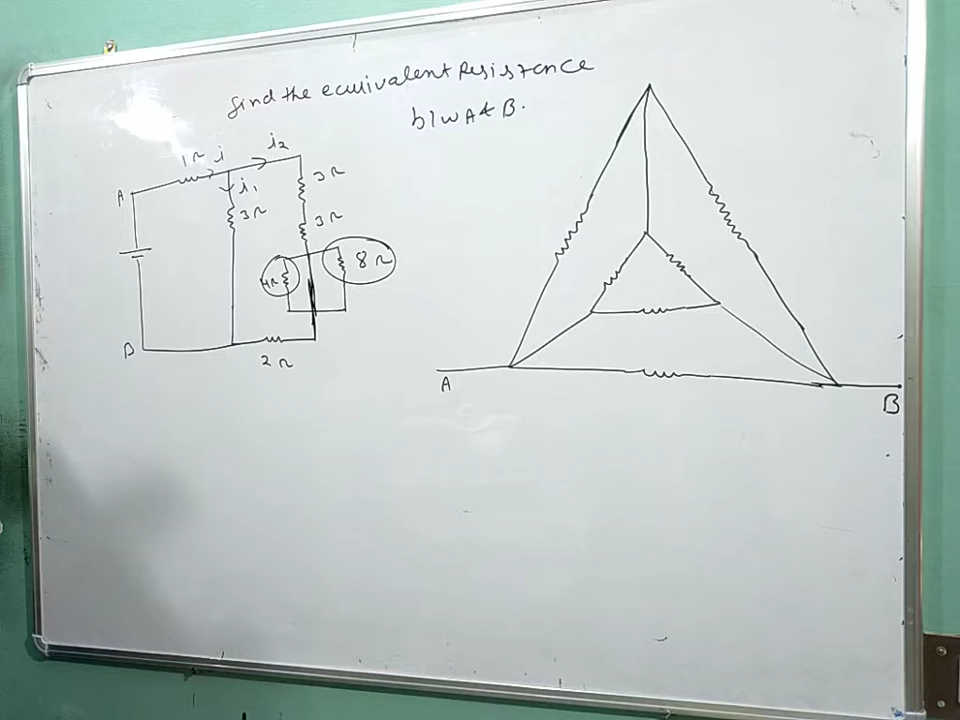 find the equivalent Resistance
b/w A & B.
1Ω i i2
A
i1
3Ω
3Ω
3Ω
4Ω
8Ω
B
2Ω
A
B